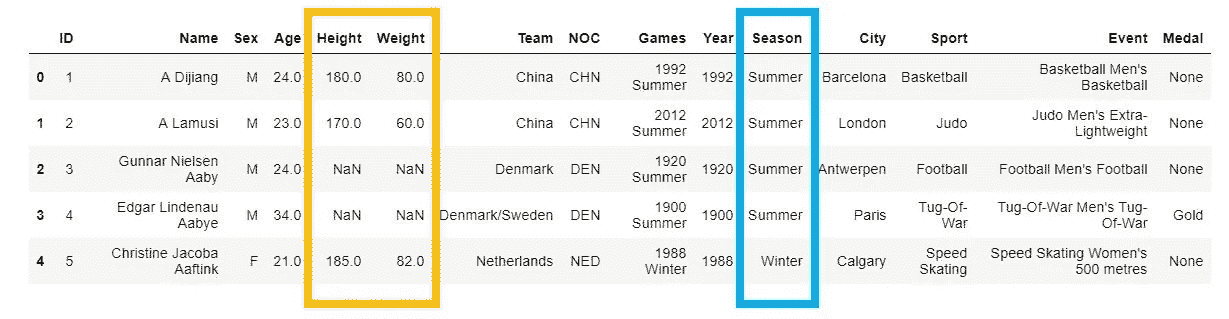 ID Name Sex Age Height Weight Team NOC Games Year Season City Sport Event Medal
0 1 A Dijiang M 24.0 180.0 80.0 China CHN 1992 Summer 1992 Summer Barcelona Basketball Basketball Men's Basketball None
1 2 A Lamusi M 23.0 170.0 60.0 China CHN 2012 Summer 2012 Summer London Judo Judo Men's Extra-Lightweight None
2 3 Gunnar Nielsen Aaby M 24.0 NaN NaN Denmark DEN 1920 Summer 1920 Summer Antwerpen Football Football Men's Football None
3 4 Edgar Lindenau Aabye M 34.0 NaN NaN Denmark/Sweden DEN 1900 Summer 1900 Summer Paris Tug-Of-War Tug-Of-War Men's Tug-Of-War Gold
4 5 Christine Jacoba Aaftink F 21.0 185.0 82.0 Netherlands NED 1988 Winter 1988 Winter Calgary Speed Skating Speed Skating Women's 500 metres None